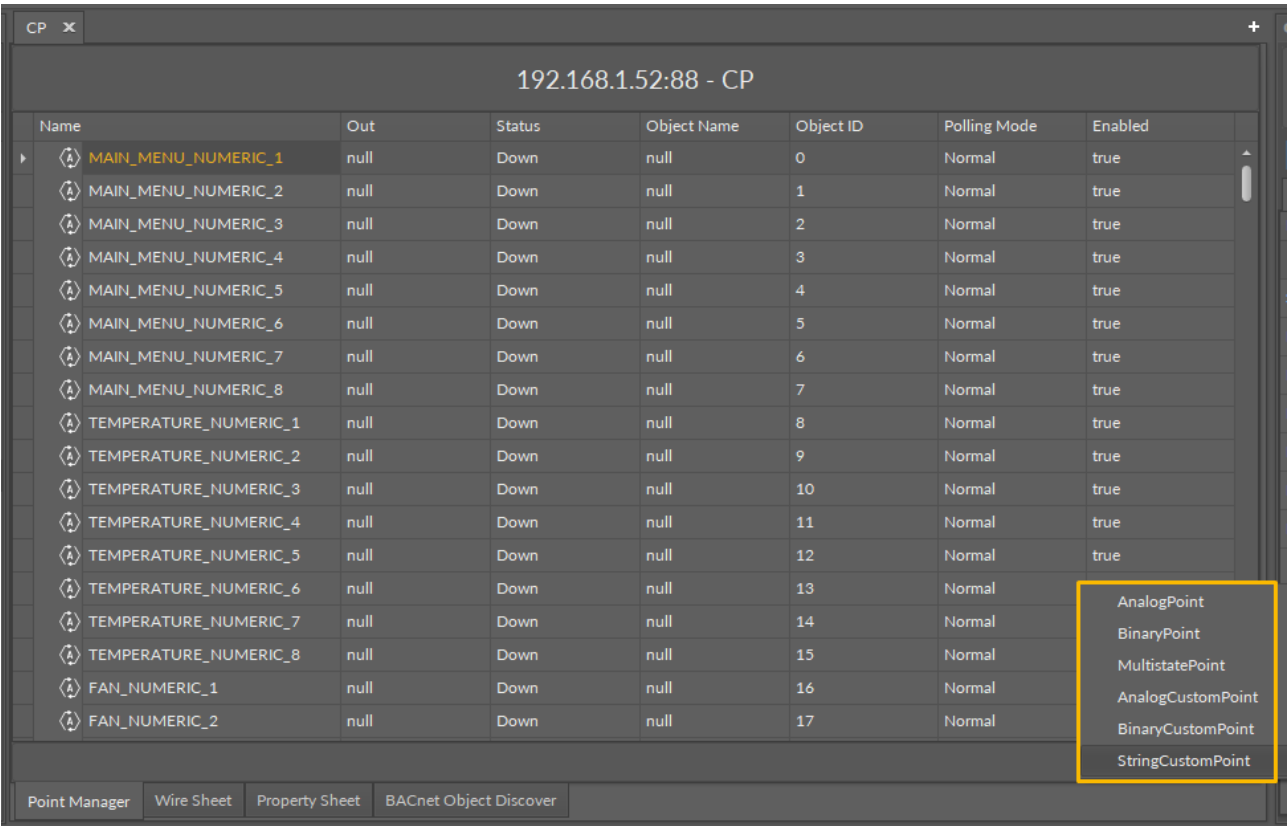 CP
192.168.1.52:88 - CP
Name Out Status Object Name Object ID Polling Mode Enabled
MAIN_MENU_NUMERIC_1 null Down null 0 Normal true
MAIN_MENU_NUMERIC_2 null Down null 1 Normal true
MAIN_MENU_NUMERIC_3 null Down null 2 Normal true
MAIN_MENU_NUMERIC_4 null Down null 3 Normal true
MAIN_MENU_NUMERIC_5 null Down null 4 Normal true
MAIN_MENU_NUMERIC_6 null Down null 5 Normal true
MAIN_MENU_NUMERIC_7 null Down null 6 Normal true
MAIN_MENU_NUMERIC_8 null Down null 7 Normal true
TEMPERATURE_NUMERIC_1 null Down null 8 Normal true
TEMPERATURE_NUMERIC_2 null Down null 9 Normal true
TEMPERATURE_NUMERIC_3 null Down null 10 Normal true
TEMPERATURE_NUMERIC_4 null Down null 11 Normal true
TEMPERATURE_NUMERIC_5 null Down null 12 Normal true
TEMPERATURE_NUMERIC_6 null Down null 13 Normal
TEMPERATURE_NUMERIC_7 null Down null 14 Normal
TEMPERATURE_NUMERIC_8 null Down null 15 Normal
FAN_NUMERIC_1 null Down null 16 Normal
FAN_NUMERIC_2 null Down null 17 Normal
AnalogPoint
BinaryPoint
MultistatePoint
AnalogCustomPoint
BinaryCustomPoint
StringCustomPoint
Point Manager Wire Sheet Property Sheet BACnet Object Discover